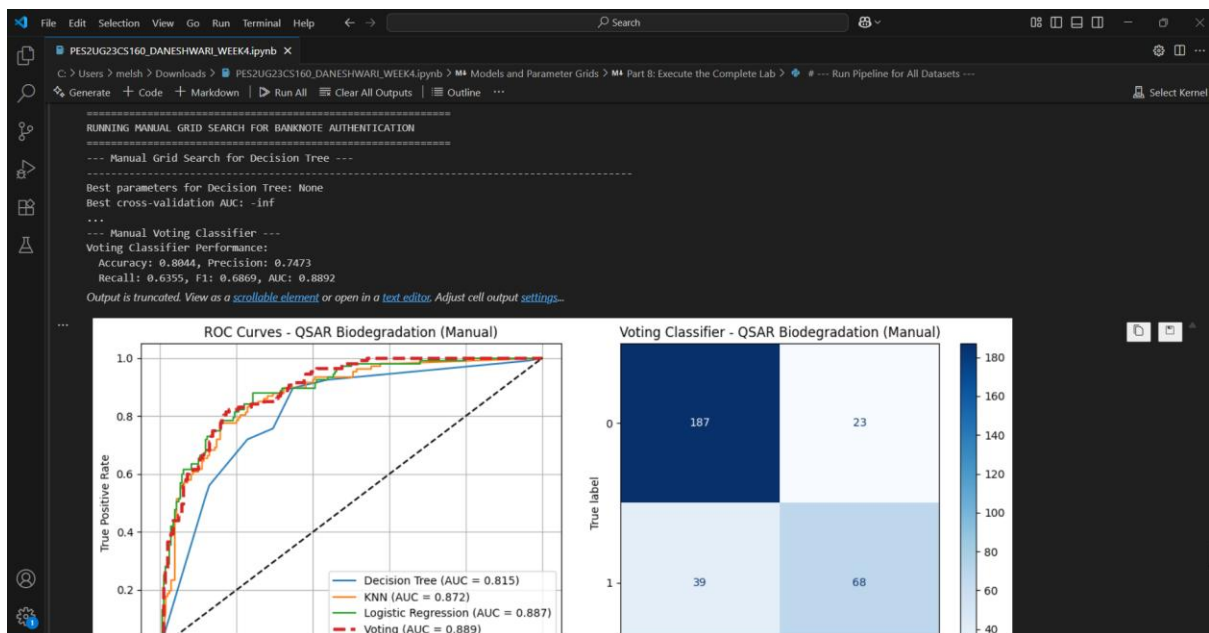 File Edit Selection View Go Run Terminal Help ← → Search
PES2UG23CS160_DANESHWARI_WEEK4.ipynb ×
C: > Users > melsh > Downloads > PES2UG23CS160_DANESHWARI_WEEK4.ipynb > M↓ Models and Parameter Grids > M↓ Part 8: Execute the Complete Lab > # --- Run Pipeline for All Datasets ---
Generate + Code + Markdown | Run All Clear All Outputs | Outline ...
Select Kernel
============================================================
RUNNING MANUAL GRID SEARCH FOR BANKNOTE AUTHENTICATION
============================================================
--- Manual Grid Search for Decision Tree ---
------------------------------------------------------------------------------------------
Best parameters for Decision Tree: None
Best cross-validation AUC: -inf
...
--- Manual Voting Classifier ---
Voting Classifier Performance:
Accuracy: 0.8044, Precision: 0.7473
Recall: 0.6355, F1: 0.6869, AUC: 0.8892
Output is truncated. View as a scrollable element or open in a text editor. Adjust cell output settings...
...
ROC Curves - QSAR Biodegradation (Manual)
1.0
0.8
0.6
0.4
0.2
True Positive Rate
Decision Tree (AUC = 0.815)
KNN (AUC = 0.872)
Logistic Regression (AUC = 0.887)
Voting (AUC = 0.889)
Voting Classifier - QSAR Biodegradation (Manual)
True label
0
187
23
1
39
68
180
160
140
120
100
80
60
40
1